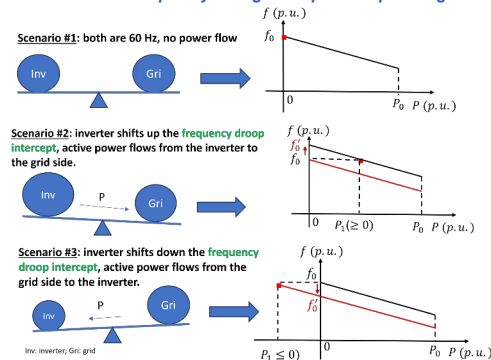 f (p.u.)
Scenario #1: both are 60 Hz, no power flow
f₀
Inv
Gri
0
P₀ P (p.u.)
Scenario #2: inverter shifts up the frequency droop
intercept, active power flows from the inverter to
the grid side.
f (p.u.)
f₀′
f₀
Inv
P
Gri
0
P₁(≥ 0)
P₀ P (p.u.)
Scenario #3: inverter shifts down the frequency
droop intercept, active power flows from the
grid side to the inverter.
f (p.u.)
f₀
f₀′
Inv
P
Gri
0
P₁ ≤ 0)
P₀ P (p.u.)
Inv: inverter; Gri: grid